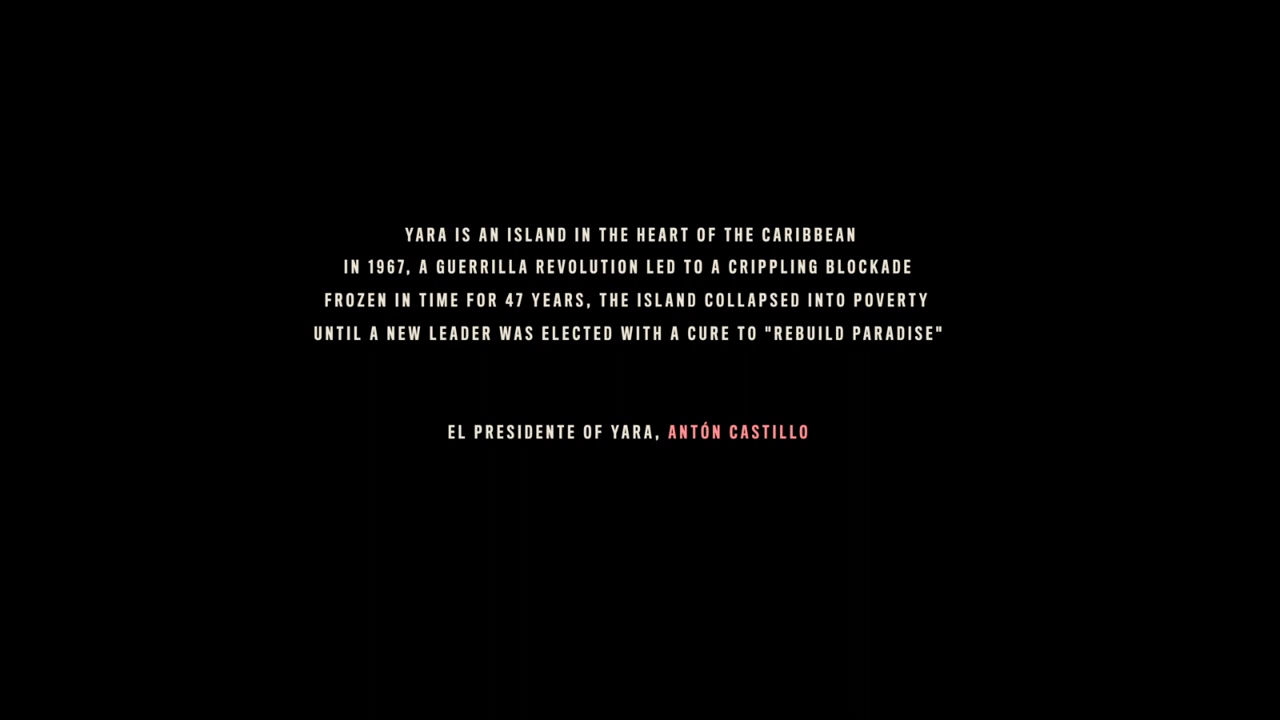 YARA IS AN ISLAND IN THE HEART OF THE CARIBBEAN
IN 1967, A GUERRILLA REVOLUTION LED TO A CRIPPLING BLOCKADE
FROZEN IN TIME FOR 47 YEARS, THE ISLAND COLLAPSED INTO POVERTY
UNTIL A NEW LEADER WAS ELECTED WITH A CURE TO "REBUILD PARADISE"
EL PRESIDENTE OF YARA, ANTÓN CASTILLO